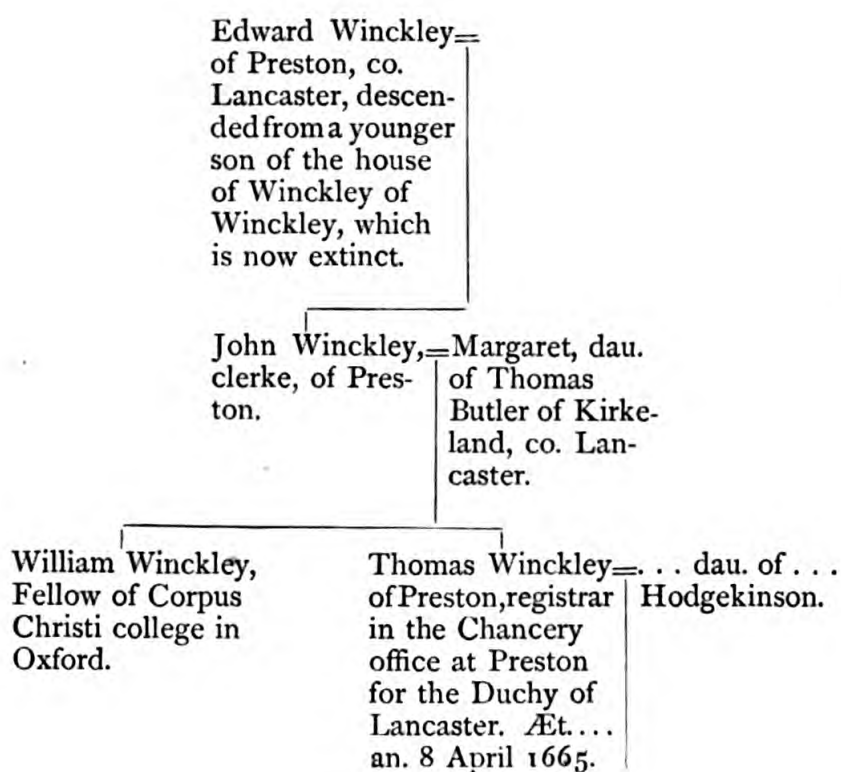 Edward Winckley=
of Preston, co.
Lancaster, descen-
ded from a younger
son of the house
of Winckley of
Winckley, which
is now extinct.
John Winckley,=Margaret, dau.
clerke, of Pres- of Thomas
ton. Butler of Kirke-
land, co. Lan-
caster.
William Winckley,
Fellow of Corpus
Christi college in
Oxford.
Thomas Winckley=. . . dau. of . . .
of Preston, registrar Hodgekinson.
in the Chancery
office at Preston
for the Duchy of
Lancaster. Æt. . . .
an. 8 April 1665.